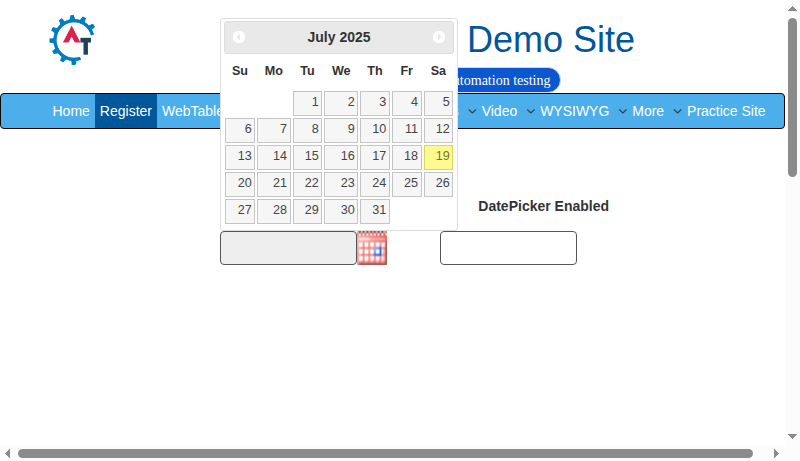 Demo Site
tomation testing
Home Register WebTable Video WYSIWYG More Practice Site
July 2025
Su Mo Tu We Th Fr Sa
1 2 3 4 5
6 7 8 9 10 11 12
13 14 15 16 17 18 19
20 21 22 23 24 25 26
27 28 29 30 31
DatePicker Enabled